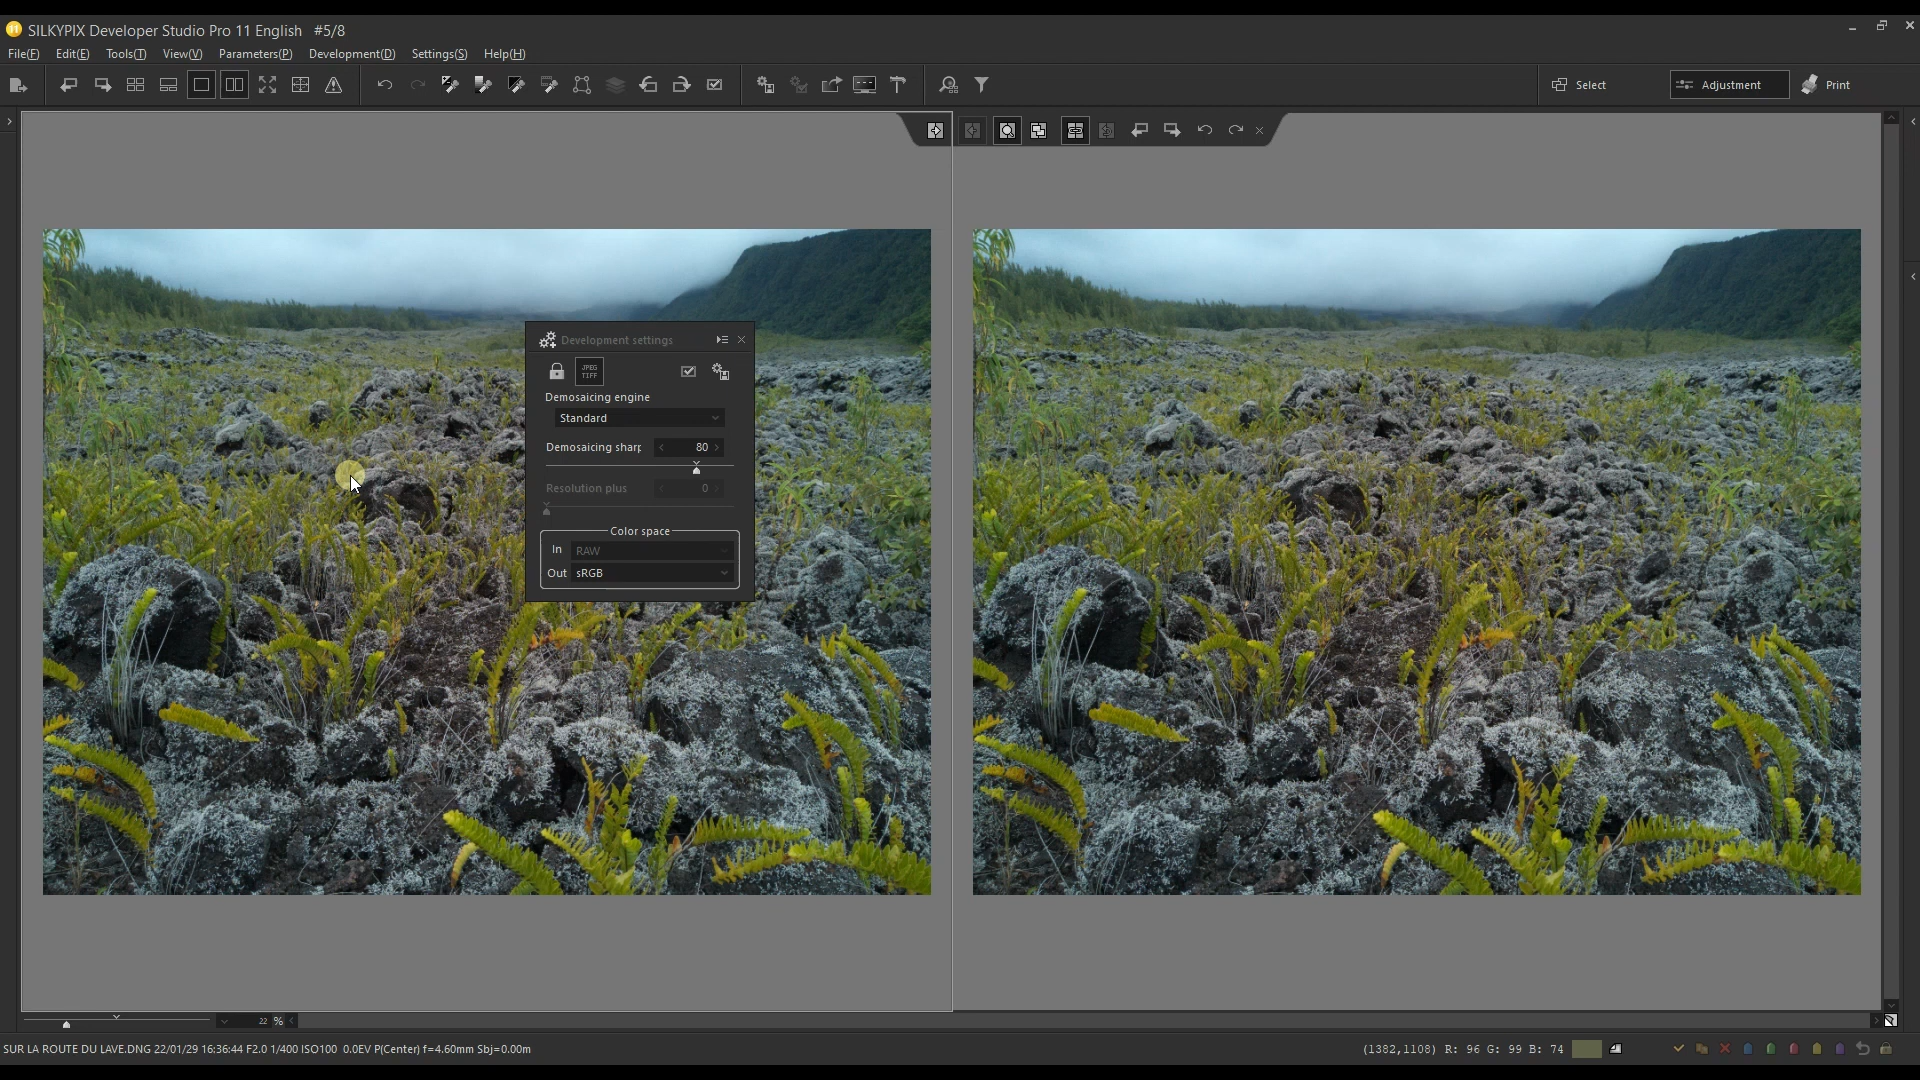 SILKYPIX Developer Studio Pro 11 English #5/8
File(F) Edit(E) Tools(T) View(V) Parameters(P) Development(D) Settings(S) Help(H)
Select Adjustment Print
Development settings
JPEG
TIFF
Demosaicing engine
Standard
Demosaicing sharp 80
Resolution plus 0
Color space
In RAW
Out sRGB
22 %
SUR LA ROUTE DU LAVE.DNG 22/01/29 16:36:44 F2.0 1/400 ISO100 0.0EV P(Center) f=4.60mm Sbj=0.00m
(1382,1108) R: 96 G: 99 B: 74